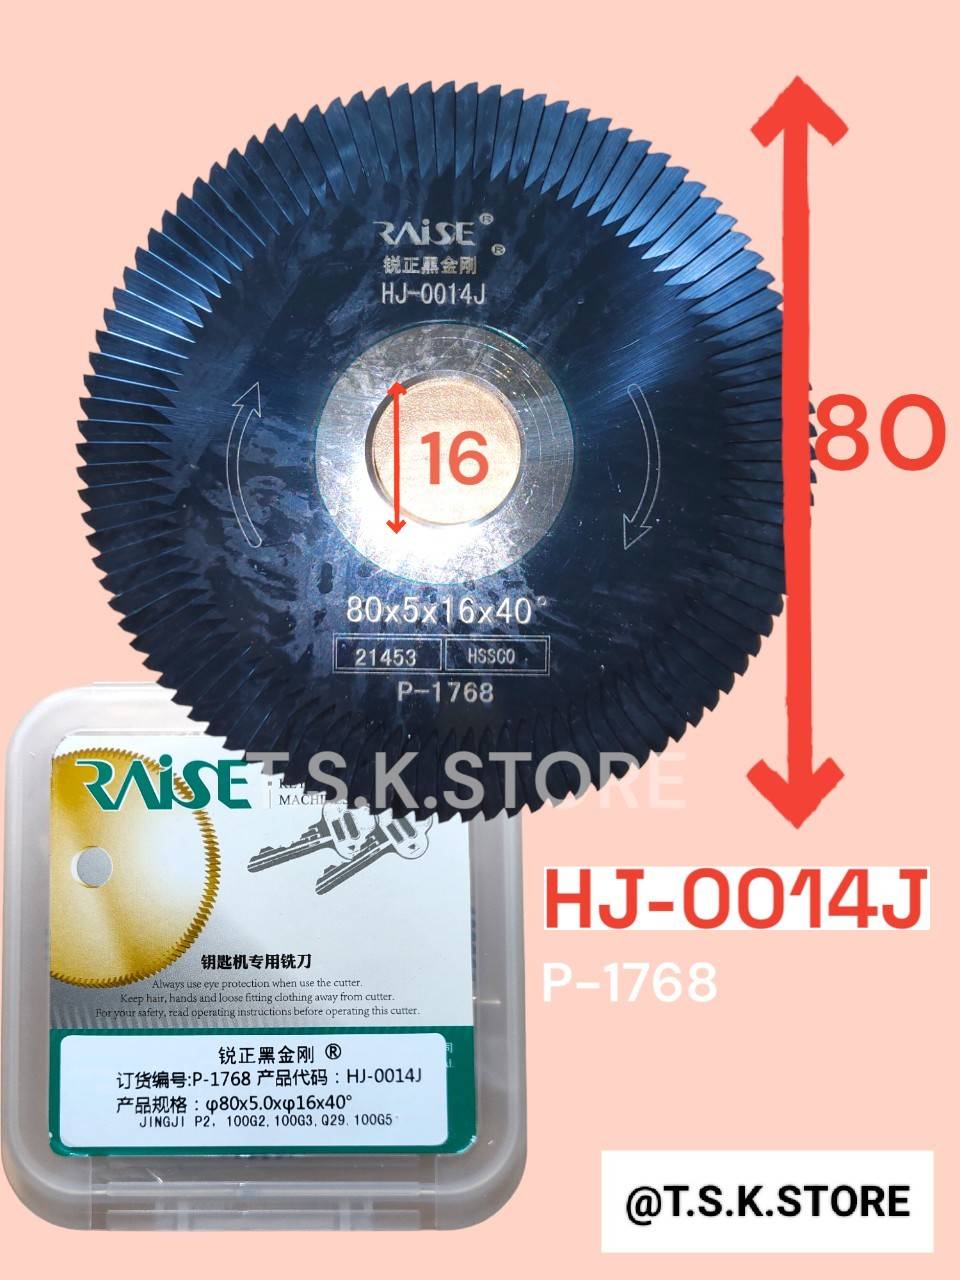 RAiSE®
锐正黑金刚®
HJ-0014J
16
80
80x5x16x40°
21453 HSSCO
P-1768
T.S.K.STORE
RAiSE
钥匙机专用铣刀
Always use eye protection when use the cutter.
Keep hair, hands and loose fitting clothing away from cutter.
For your safety, read operating instructions before operating this cutter.
锐正黑金刚 ®
订货编号:P-1768 产品代码：HJ-0014J
产品规格：φ80x5.0xφ16x40°
JINGJI P2, 100G2,100G3,Q29.100G5
HJ-0014J
P-1768
@T.S.K.STORE